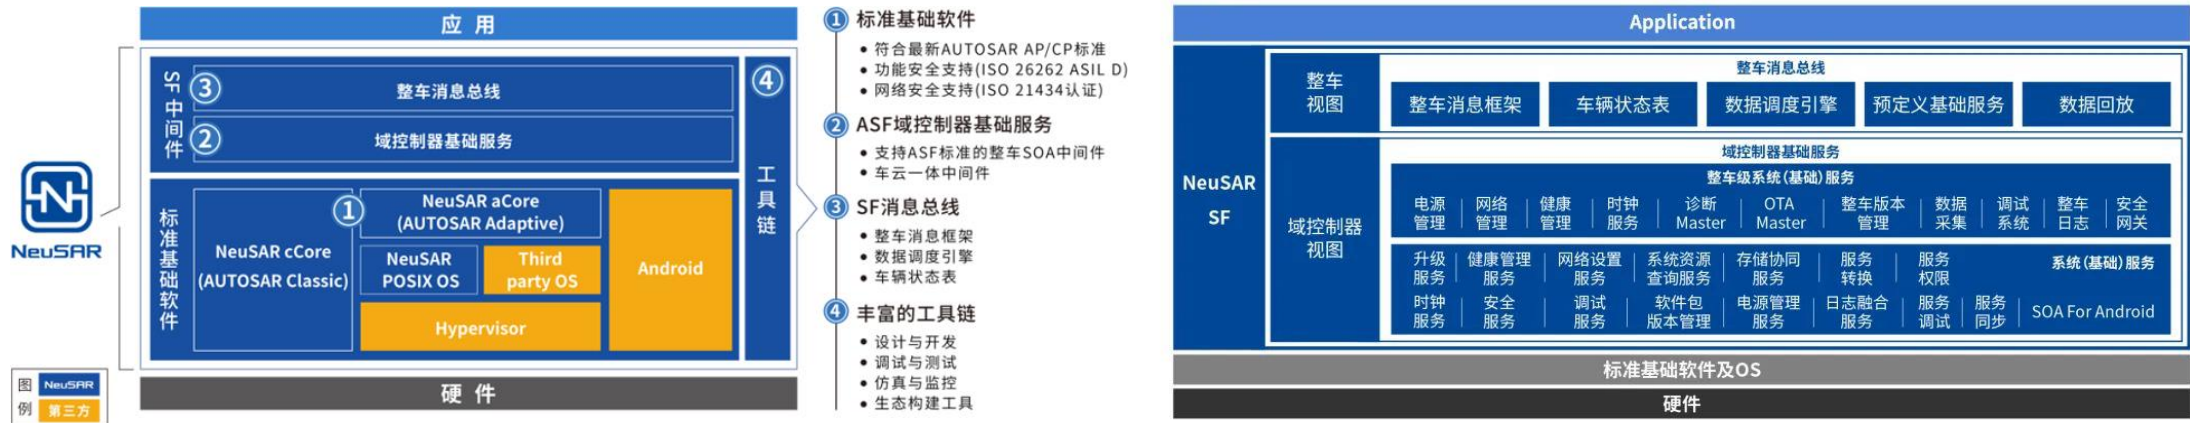 应 用
SF中间件
③
整车消息总线
②
域控制器基础服务
④
工具链
标准基础软件
NeuSAR cCore
(AUTOSAR Classic)
①
NeuSAR aCore
(AUTOSAR Adaptive)
NeuSAR
POSIX OS
Third
party OS
Hypervisor
Android
硬 件
NeuSAR
图例
NeuSAR
第三方
① 标准基础软件
• 符合最新AUTOSAR AP/CP标准
• 功能安全支持(ISO 26262 ASIL D)
• 网络安全支持(ISO 21434认证)
② ASF域控制器基础服务
• 支持ASF标准的整车SOA中间件
• 车云一体中间件
③ SF消息总线
• 整车消息框架
• 数据调度引擎
• 车辆状态表
④ 丰富的工具链
• 设计与开发
• 调试与测试
• 仿真与监控
• 生态构建工具
Application
NeuSAR
SF
整车
视图
整车消息总线
整车消息框架
车辆状态表
数据调度引擎
预定义基础服务
数据回放
域控制器
视图
域控制器基础服务
整车级系统(基础)服务
电源
管理
网络
管理
健康
管理
时钟
服务
诊断
Master
OTA
Master
整车版本
管理
数据
采集
调试
系统
整车
日志
安全
网关
升级
服务
健康管理
服务
网络设置
服务
系统资源
查询服务
存储协同
服务
服务
转换
服务
权限
系统(基础)服务
时钟
服务
安全
服务
调试
服务
软件包
版本管理
电源管理
服务
日志融合
服务
服务
调试
服务
同步
SOA For Android
标准基础软件及OS
硬件